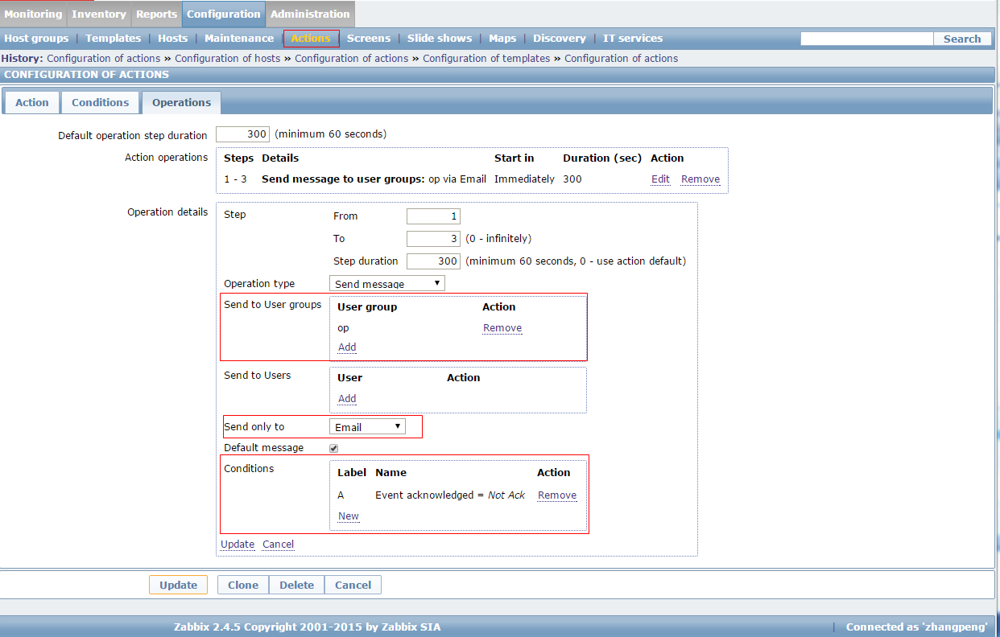 Monitoring Inventory Reports Configuration Administration
Host groups | Templates | Hosts | Maintenance | Actions | Screens | Slide shows | Maps | Discovery | IT services Search
History: Configuration of actions » Configuration of hosts » Configuration of actions » Configuration of templates » Configuration of actions
CONFIGURATION OF ACTIONS
Action Conditions Operations
Default operation step duration 300 (minimum 60 seconds)
Action operations Steps Details Start in Duration (sec) Action
1 - 3 Send message to user groups: op via Email Immediately 300 Edit Remove
Operation details Step From 1
To 3 (0 - infinitely)
Step duration 300 (minimum 60 seconds, 0 - use action default)
Operation type Send message
Send to User groups User group Action
op Remove
Add
Send to Users User Action
Add
Send only to Email
Default message
Conditions Label Name Action
A Event acknowledged = Not Ack Remove
New
Update Cancel
Update Clone Delete Cancel
Zabbix 2.4.5 Copyright 2001-2015 by Zabbix SIA | Connected as 'zhangpeng'